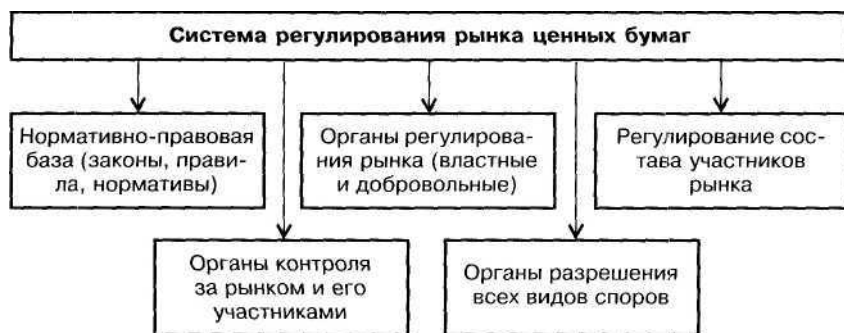 Система регулирования рынка ценных бумаг
Нормативно-правовая
база (законы, прави-
ла, нормативы)
Органы регулирова-
ния рынка (властные
и добровольные)
Регулирование сос-
тава участников
рынка
Органы контроля
за рынком и его
участниками
Органы разрешения
всех видов споров